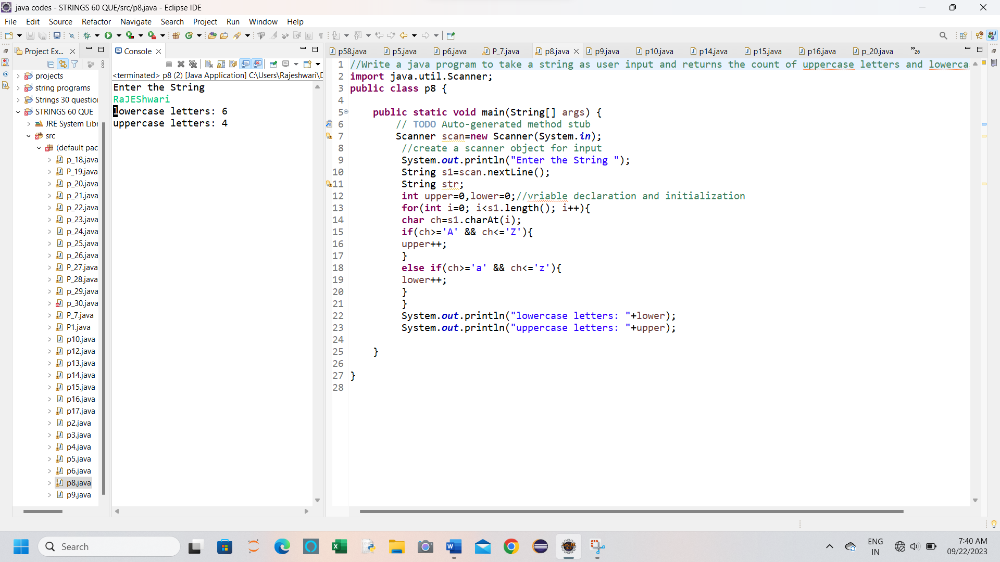 java codes - STRINGS 60 QUE/src/p8.java - Eclipse IDE
File Edit Source Refactor Navigate Search Project Run Window Help
Project Ex...
projects
string programs
Strings 30 question
STRINGS 60 QUE
JRE System Libr
src
(default pac
p_18.java
P_19.java
p_20.java
p_21.java
p_22.java
p_23.java
p_24.java
p_25.java
p_26.java
P_27.java
P_28.java
p_29.java
p_30.java
P_7.java
P1.java
p10.java
p12.java
p13.java
p14.java
p15.java
p16.java
p17.java
p2.java
p3.java
p4.java
p5.java
p6.java
p8.java
p9.java
Console
<terminated> p8 (2) [Java Application] C:\Users\Rajeshwari\D
Enter the String
RaJEShwari
lowercase letters: 6
uppercase letters: 4
p58.java p5.java p6.java P_7.java p8.java p9.java p10.java p14.java p15.java p16.java p_20.java »26
1 //Write a java program to take a string as user input and returns the count of uppercase letters and lowerca
2 import java.util.Scanner;
3 public class p8 {
4
5 public static void main(String[] args) {
6 // TODO Auto-generated method stub
7 Scanner scan=new Scanner(System.in);
8 //create a scanner object for input
9 System.out.println("Enter the String ");
10 String s1=scan.nextLine();
11 String str;
12 int upper=0,lower=0;//vriable declaration and initialization
13 for(int i=0; i<s1.length(); i++){
14 char ch=s1.charAt(i);
15 if(ch>='A' && ch<='Z'){
16 upper++;
17 }
18 else if(ch>='a' && ch<='z'){
19 lower++;
20 }
21 }
22 System.out.println("lowercase letters: "+lower);
23 System.out.println("uppercase letters: "+upper);
24
25 }
26
27 }
28
Search
ENG
IN
7:40 AM
09/22/2023